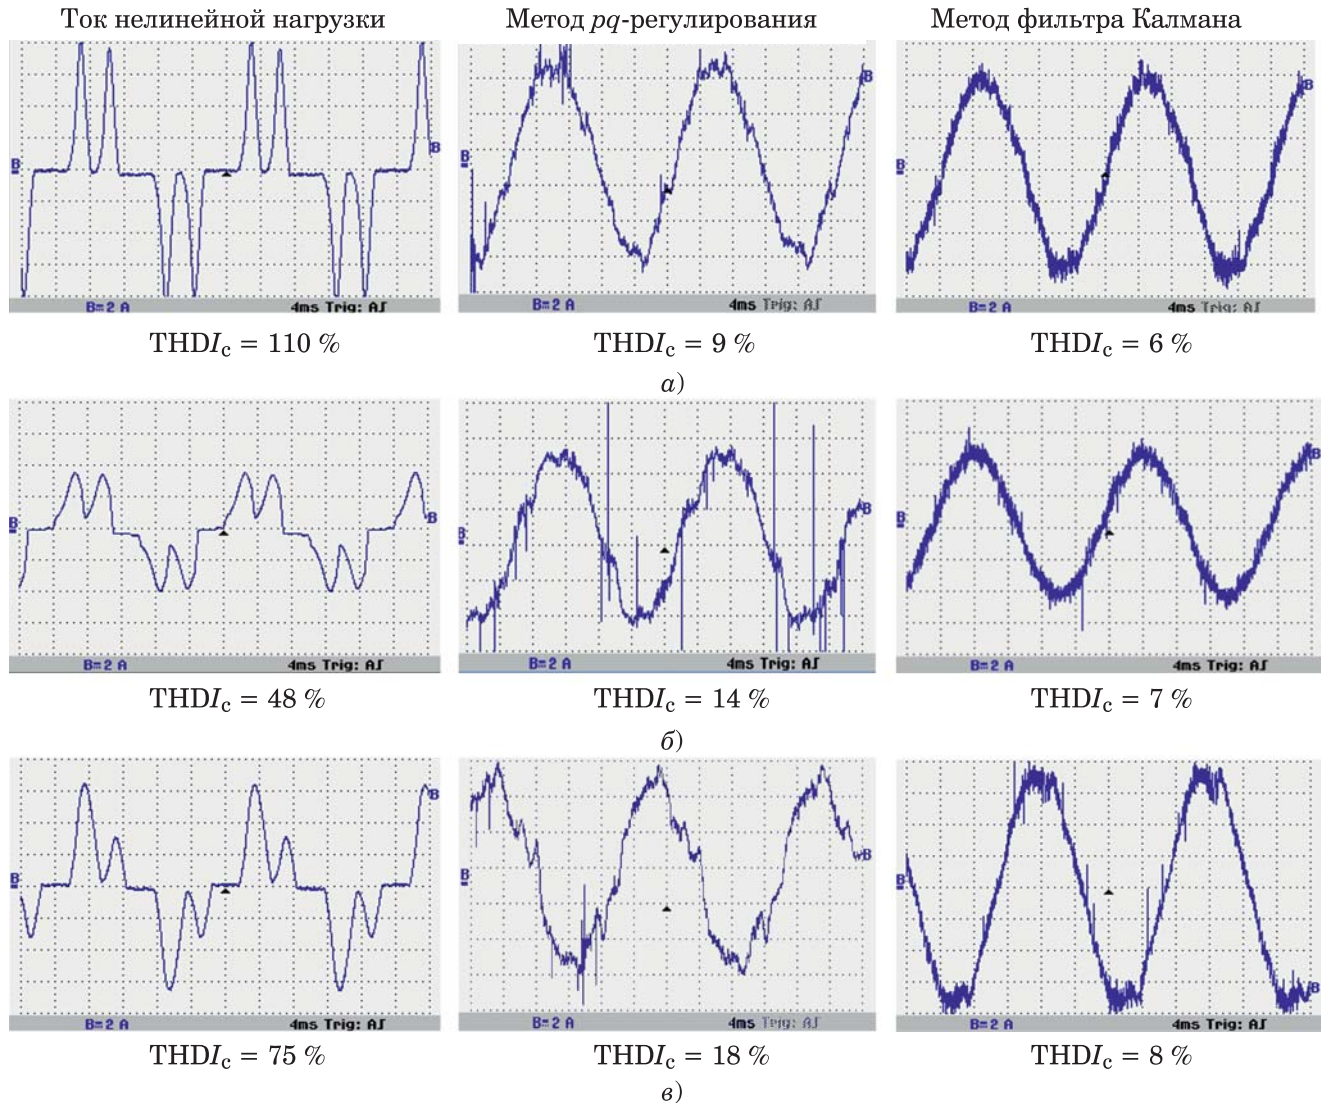 Ток нелинейной нагрузки Метод pq-регулирования Метод фильтра Калмана
B B B B B B
B=2 A 4ms Trig: A∫ B=2 A 4ms Trig: A∫ B=2 A 4ms Trig: A∫
THDIc = 110 % THDIc = 9 % THDIc = 6 %
а)
B B B B B B
B=2 A 4ms Trig: A∫ B=2 A 4ms Trig: A∫ B=2 A 4ms Trig: A∫
THDIc = 48 % THDIc = 14 % THDIc = 7 %
б)
B B B B B B
B=2 A 4ms Trig: A∫ B=2 A 4ms Trig: A∫ B=2 A 4ms Trig: A∫
THDIc = 75 % THDIc = 18 % THDIc = 8 %
в)